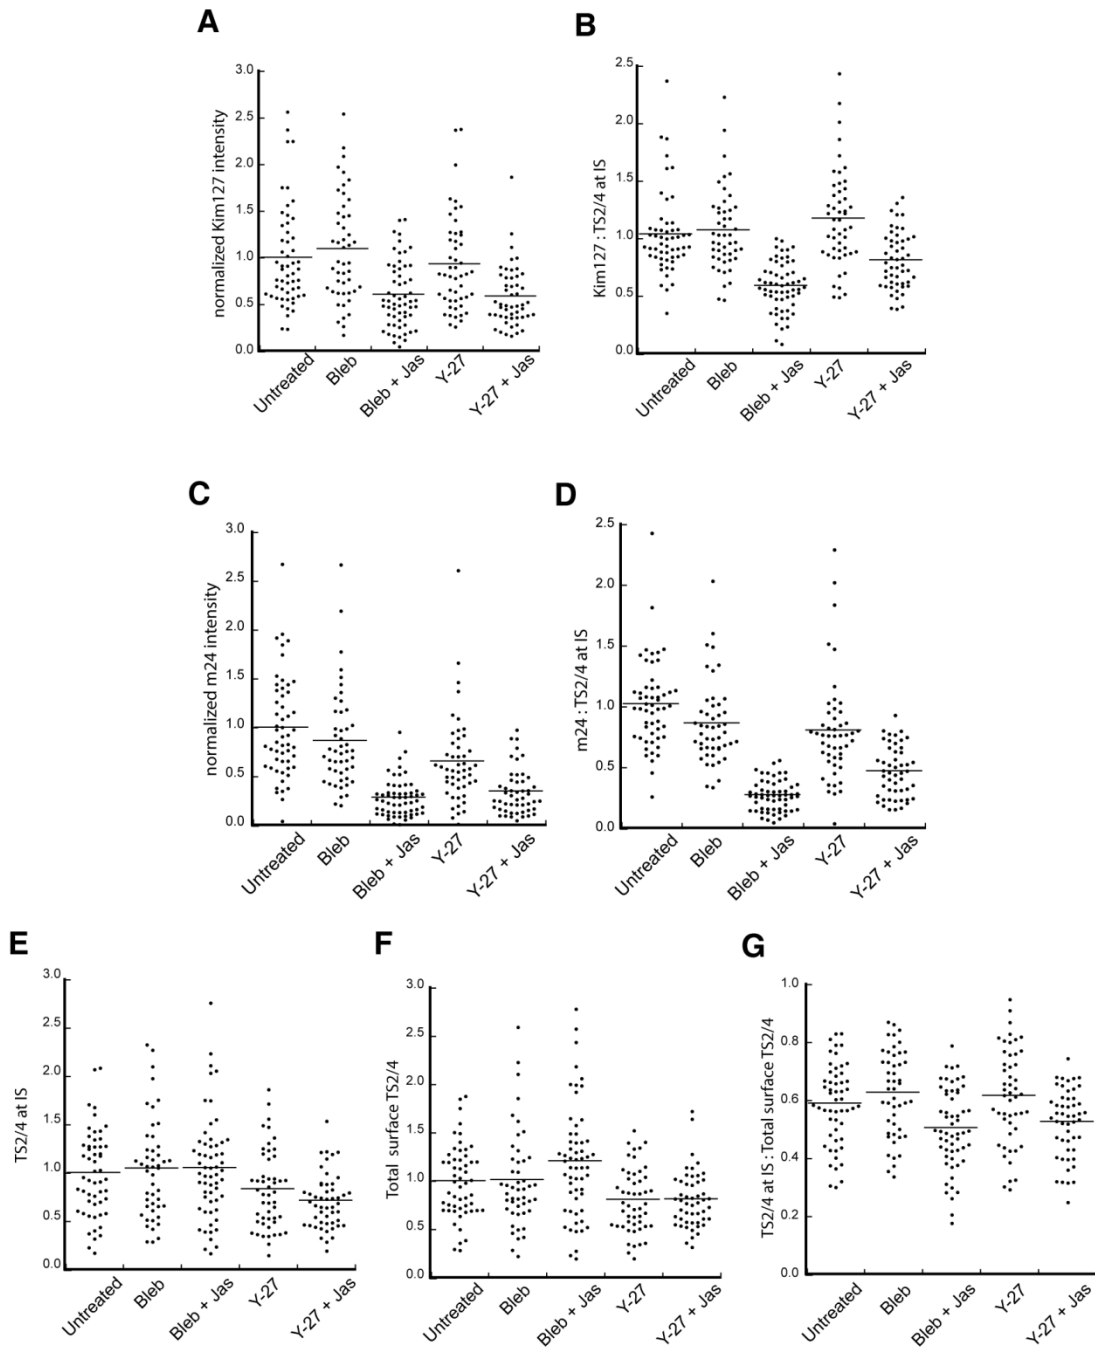 A
normalized Kim127 intensity
3.0
2.5
2.0
1.5
1.0
0.5
0.0
Untreated
Bleb
Bleb + Jas
Y-27
Y-27 + Jas
B
Kim127 : TS2/4 at IS
2.5
2.0
1.5
1.0
0.5
0.0
Untreated
Bleb
Bleb + Jas
Y-27
Y-27 + Jas
C
normalized m24 intensity
3.0
2.5
2.0
1.5
1.0
0.5
0.0
Untreated
Bleb
Bleb + Jas
Y-27
Y-27 + Jas
D
m24 : TS2/4 at IS
2.5
2.0
1.5
1.0
0.5
0.0
Untreated
Bleb
Bleb + Jas
Y-27
Y-27 + Jas
E
TS2/4 at IS
3.0
2.5
2.0
1.5
1.0
0.5
0.0
Untreated
Bleb
Bleb + Jas
Y-27
Y-27 + Jas
F
Total surface TS2/4
3.0
2.5
2.0
1.5
1.0
0.5
0.0
Untreated
Bleb
Bleb + Jas
Y-27
Y-27 + Jas
G
TS2/4 at IS : Total surface TS2/4
1.0
0.8
0.6
0.4
0.2
0.0
Untreated
Bleb
Bleb + Jas
Y-27
Y-27 + Jas